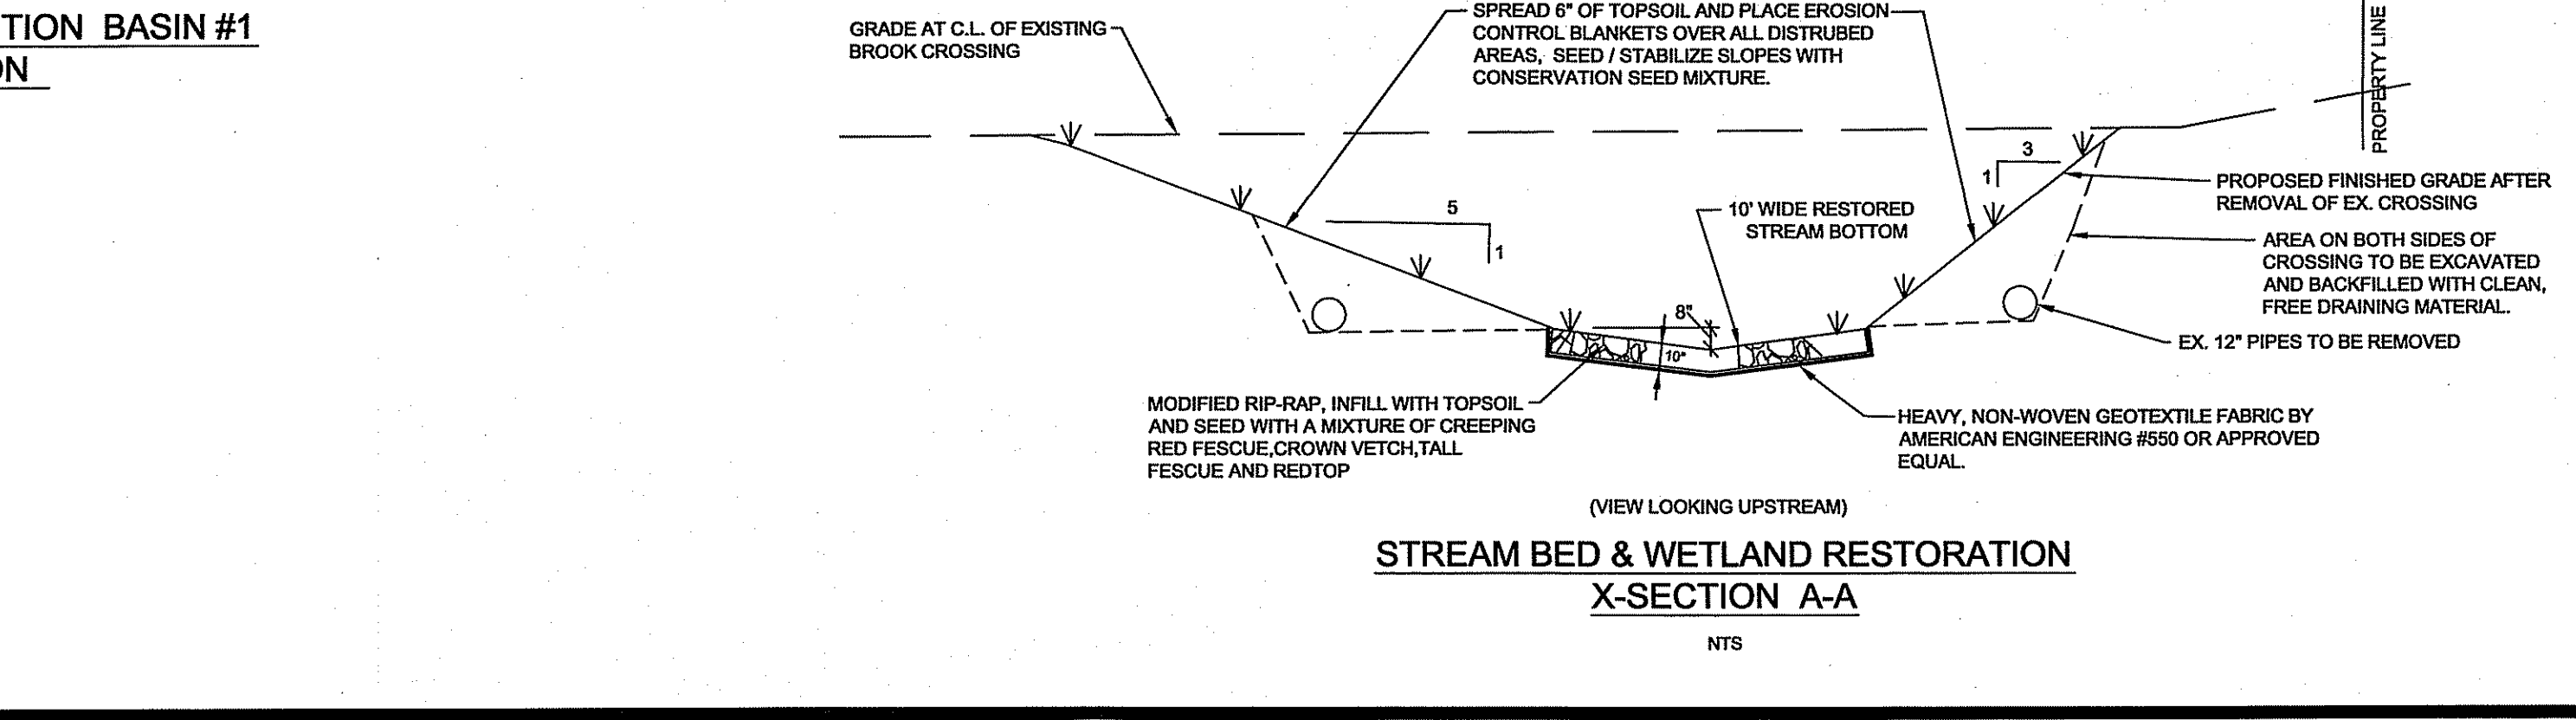 TION BASIN #1
ON
GRADE AT C.L. OF EXISTING
BROOK CROSSING
SPREAD 6" OF TOPSOIL AND PLACE EROSION
CONTROL BLANKETS OVER ALL DISTRUBED
AREAS, SEED / STABILIZE SLOPES WITH
CONSERVATION SEED MIXTURE.
PROPERTY LINE
3
1
PROPOSED FINISHED GRADE AFTER
REMOVAL OF EX. CROSSING
5
1
10' WIDE RESTORED
STREAM BOTTOM
AREA ON BOTH SIDES OF
CROSSING TO BE EXCAVATED
AND BACKFILLED WITH CLEAN,
FREE DRAINING MATERIAL.
8"
10"
EX. 12" PIPES TO BE REMOVED
MODIFIED RIP-RAP, INFILL WITH TOPSOIL
AND SEED WITH A MIXTURE OF CREEPING
RED FESCUE,CROWN VETCH,TALL
FESCUE AND REDTOP
HEAVY, NON-WOVEN GEOTEXTILE FABRIC BY
AMERICAN ENGINEERING #550 OR APPROVED
EQUAL.
(VIEW LOOKING UPSTREAM)
STREAM BED & WETLAND RESTORATION
X-SECTION A-A
NTS